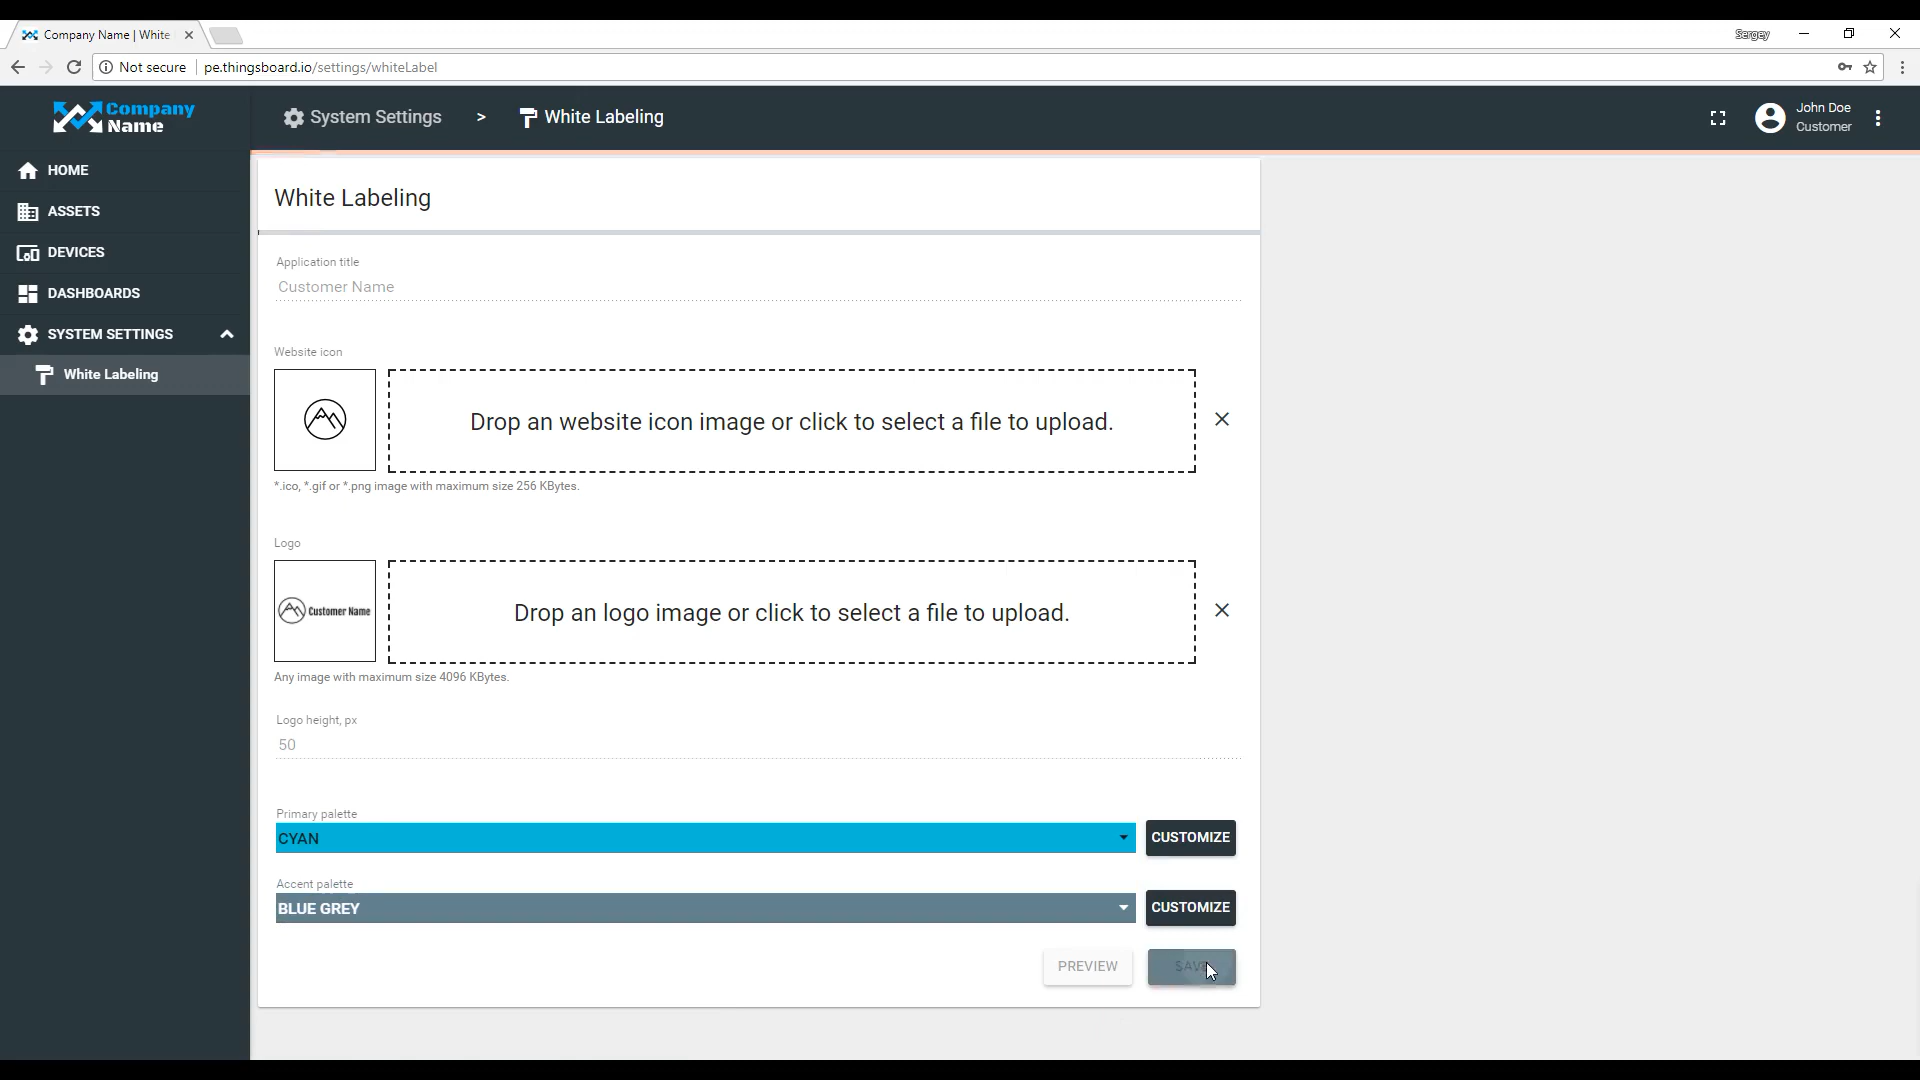 Company Name | White
Sergey
Not secure
pe.thingsboard.io/settings/whiteLabel
Company
Name
System Settings > White Labeling
John Doe
Customer
HOME
ASSETS
DEVICES
DASHBOARDS
SYSTEM SETTINGS
White Labeling
White Labeling
Application title
Customer Name
Website icon
Drop an website icon image or click to select a file to upload.
*.ico, *.gif or *.png image with maximum size 256 KBytes.
Logo
Customer Name
Drop an logo image or click to select a file to upload.
Any image with maximum size 4096 KBytes.
Logo height, px
50
Primary palette
CYAN
CUSTOMIZE
Accent palette
BLUE GREY
CUSTOMIZE
PREVIEW
SAVE